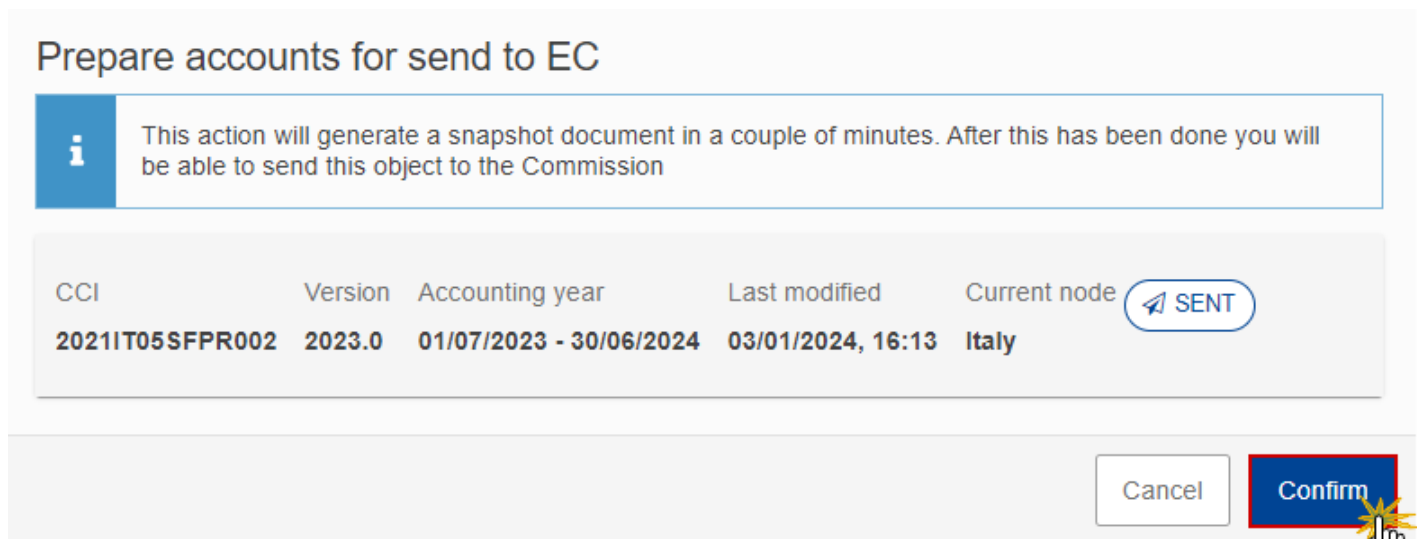 Prepare accounts for send to EC
i
This action will generate a snapshot document in a couple of minutes. After this has been done you will
be able to send this object to the Commission
CCI Version Accounting year Last modified Current node SENT
2021IT05SFPR002 2023.0 01/07/2023 - 30/06/2024 03/01/2024, 16:13 Italy
Cancel Confirm